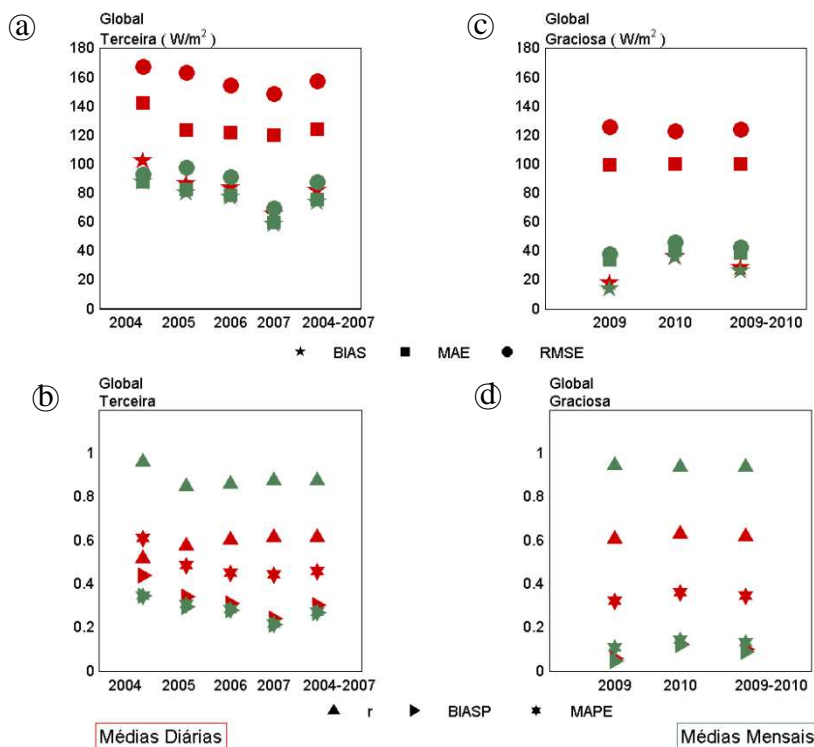 ⓐ
Global
Terceira ( W/m²)
180
160
140
120
100
80
60
40
20
0
2004 2005 2006 2007 2004-2007
ⓒ
Global
Graciosa ( W/m²)
180
160
140
120
100
80
60
40
20
0
2009 2010 2009-2010
★ BIAS ■ MAE ● RMSE
ⓑ
Global
Terceira
1
0.8
0.6
0.4
0.2
0
2004 2005 2006 2007 2004-2007
ⓓ
Global
Graciosa
1
0.8
0.6
0.4
0.2
0
2009 2010 2009-2010
▲ r ► BIASP ✶ MAPE
Médias Diárias
Médias Mensais